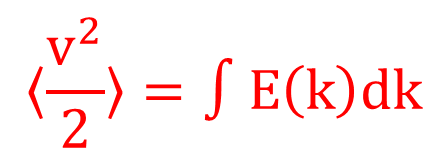 ⟨v²/2⟩ = ∫ E(k)dk